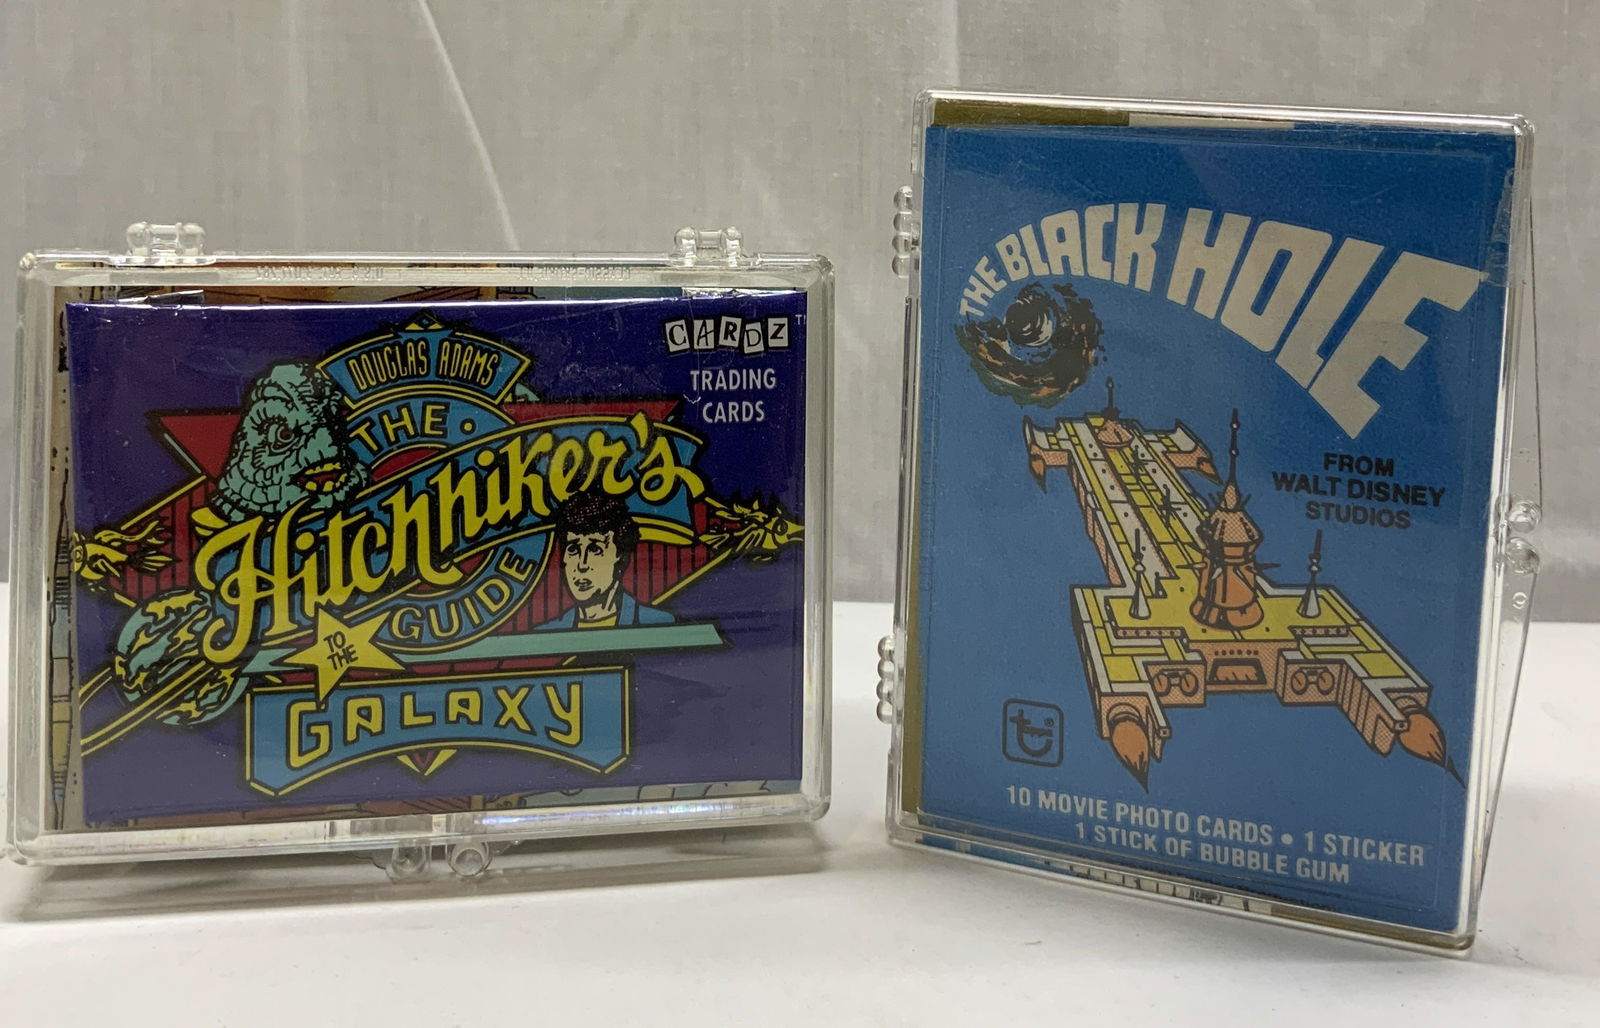 DOUGLAS ADAMS
THE
Hitchhiker's
GUIDE
TO
THE
GALAXY
CARDZ™
TRADING
CARDS
THE BLACK HOLE
FROM
WALT DISNEY
STUDIOS
t®
10 MOVIE PHOTO CARDS • 1 STICKER
1 STICK OF BUBBLE GUM